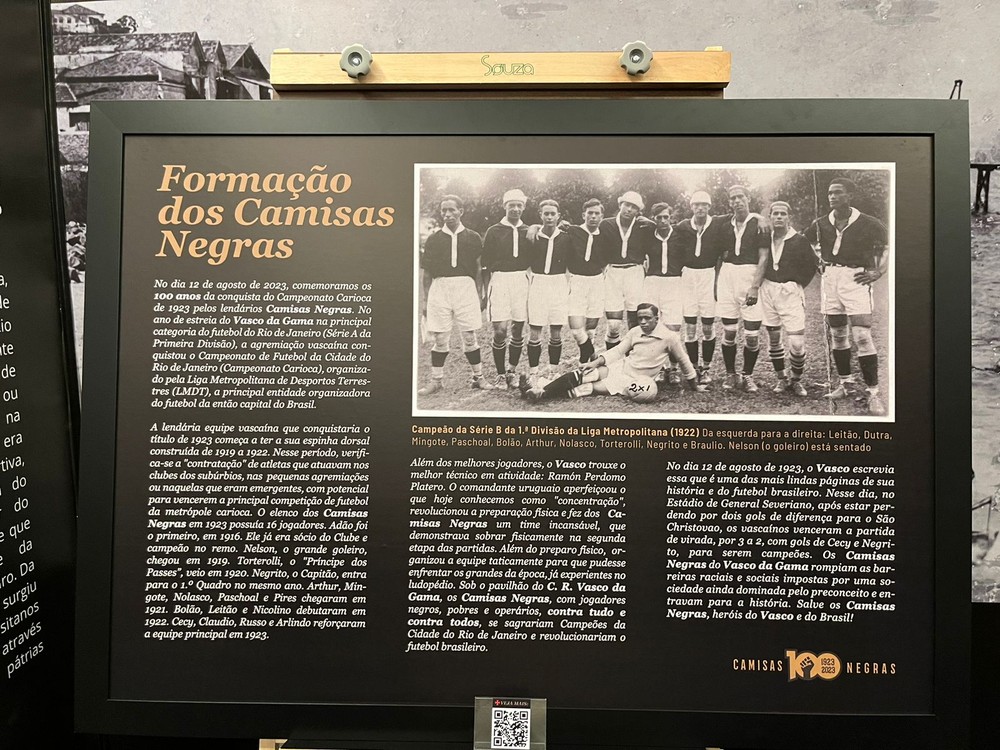 Souza
Formação
dos Camisas
Negras
No dia 12 de agosto de 2023, comemoramos os
100 anos da conquista do Campeonato Carioca
de 1923 pelos lendários Camisas Negras. No
ano de estreia do Vasco da Gama na principal
categoria do futebol do Rio de Janeiro (Série A da
Primeira Divisão), a agremiação vascaína con-
quistou o Campeonato de Futebol da Cidade do
Rio de Janeiro (Campeonato Carioca), organiza-
do pela Liga Metropolitana de Desportos Terres-
tres (LMDT), a principal entidade organizadora
do futebol da então capital do Brasil.
A lendária equipe vascaína que conquistaria o
título de 1923 começa a ter a sua espinha dorsal
construída de 1919 a 1922. Nesse período, verifi-
ca-se a "contratação" de atletas que atuavam nos
clubes dos subúrbios, nas pequenas agremiações
ou naquelas que eram emergentes, com potencial
para vencerem a principal competição de futebol
da metrópole carioca. O elenco dos Camisas
Negras em 1923 possuía 16 jogadores. Adão foi
o primeiro, em 1916. Ele já era sócio do Clube e
campeão no remo. Nelson, o grande goleiro,
chegou em 1919. Torterolli, o "Príncipe dos
Passes", veio em 1920. Negrito, o Capitão, entra
para o 1.º Quadro no mesmo ano. Arthur, Min-
gote, Nolasco, Paschoal e Pires chegaram em
1921. Bolão, Leitão e Nicolino debutaram em
1922. Cecy, Claudio, Russo e Arlindo reforçaram
a equipe principal em 1923.
2x1
Campeão da Série B da 1.ª Divisão da Liga Metropolitana (1922) Da esquerda para a direita: Leitão, Dutra,
Mingote, Paschoal, Bolão, Arthur, Nolasco, Torterolli, Negrito e Braulio. Nelson (o goleiro) está sentado
Além dos melhores jogadores, o Vasco trouxe o
melhor técnico em atividade: Ramón Perdomo
Platero. O comandante uruguaio aperfeiçoou o
que hoje conhecemos como "concentração",
revolucionou a preparação física e fez dos Ca-
misas Negras um time incansável, que
demonstrava sobrar fisicamente na segunda
etapa das partidas. Além do preparo físico, or-
ganizou a equipe taticamente para que pudesse
enfrentar os grandes da época, já experientes no
ludopédio. Sob o pavilhão do C. R. Vasco da
Gama, os Camisas Negras, com jogadores
negros, pobres e operários, contra tudo e
contra todos, se sagrariam Campeões da
Cidade do Rio de Janeiro e revolucionariam o
futebol brasileiro.
No dia 12 de agosto de 1923, o Vasco escrevia
essa que é uma das mais lindas páginas de sua
história e do futebol brasileiro. Nesse dia, no
Estádio de General Severiano, após estar per-
dendo por dois gols de diferença para o São
Christovao, os vascaínos venceram a partida
de virada, por 3 a 2, com gols de Cecy e Negri-
to, para serem campeões. Os Camisas
Negras do Vasco da Gama rompiam as bar-
reiras raciais e sociais impostas por uma so-
ciedade ainda dominada pelo preconceito e en-
travam para a história. Salve os Camisas
Negras, heróis do Vasco e do Brasil!
CAMISAS 100 1923 2023 NEGRAS
VEJA MAIS:
de
ou
na
era
do
do
e que
da
ro. Da
surgiu
sitanos
através
pátrias